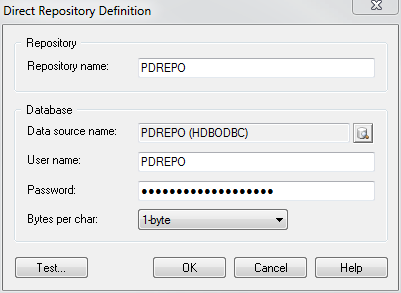 Direct Repository Definition
Repository
Repository name: PDREPO
Database
Data source name: PDREPO (HDBODBC)
User name: PDREPO
Password: ●●●●●●●●●●●●●●●●●●●
Bytes per char: 1-byte
Test... OK Cancel Help